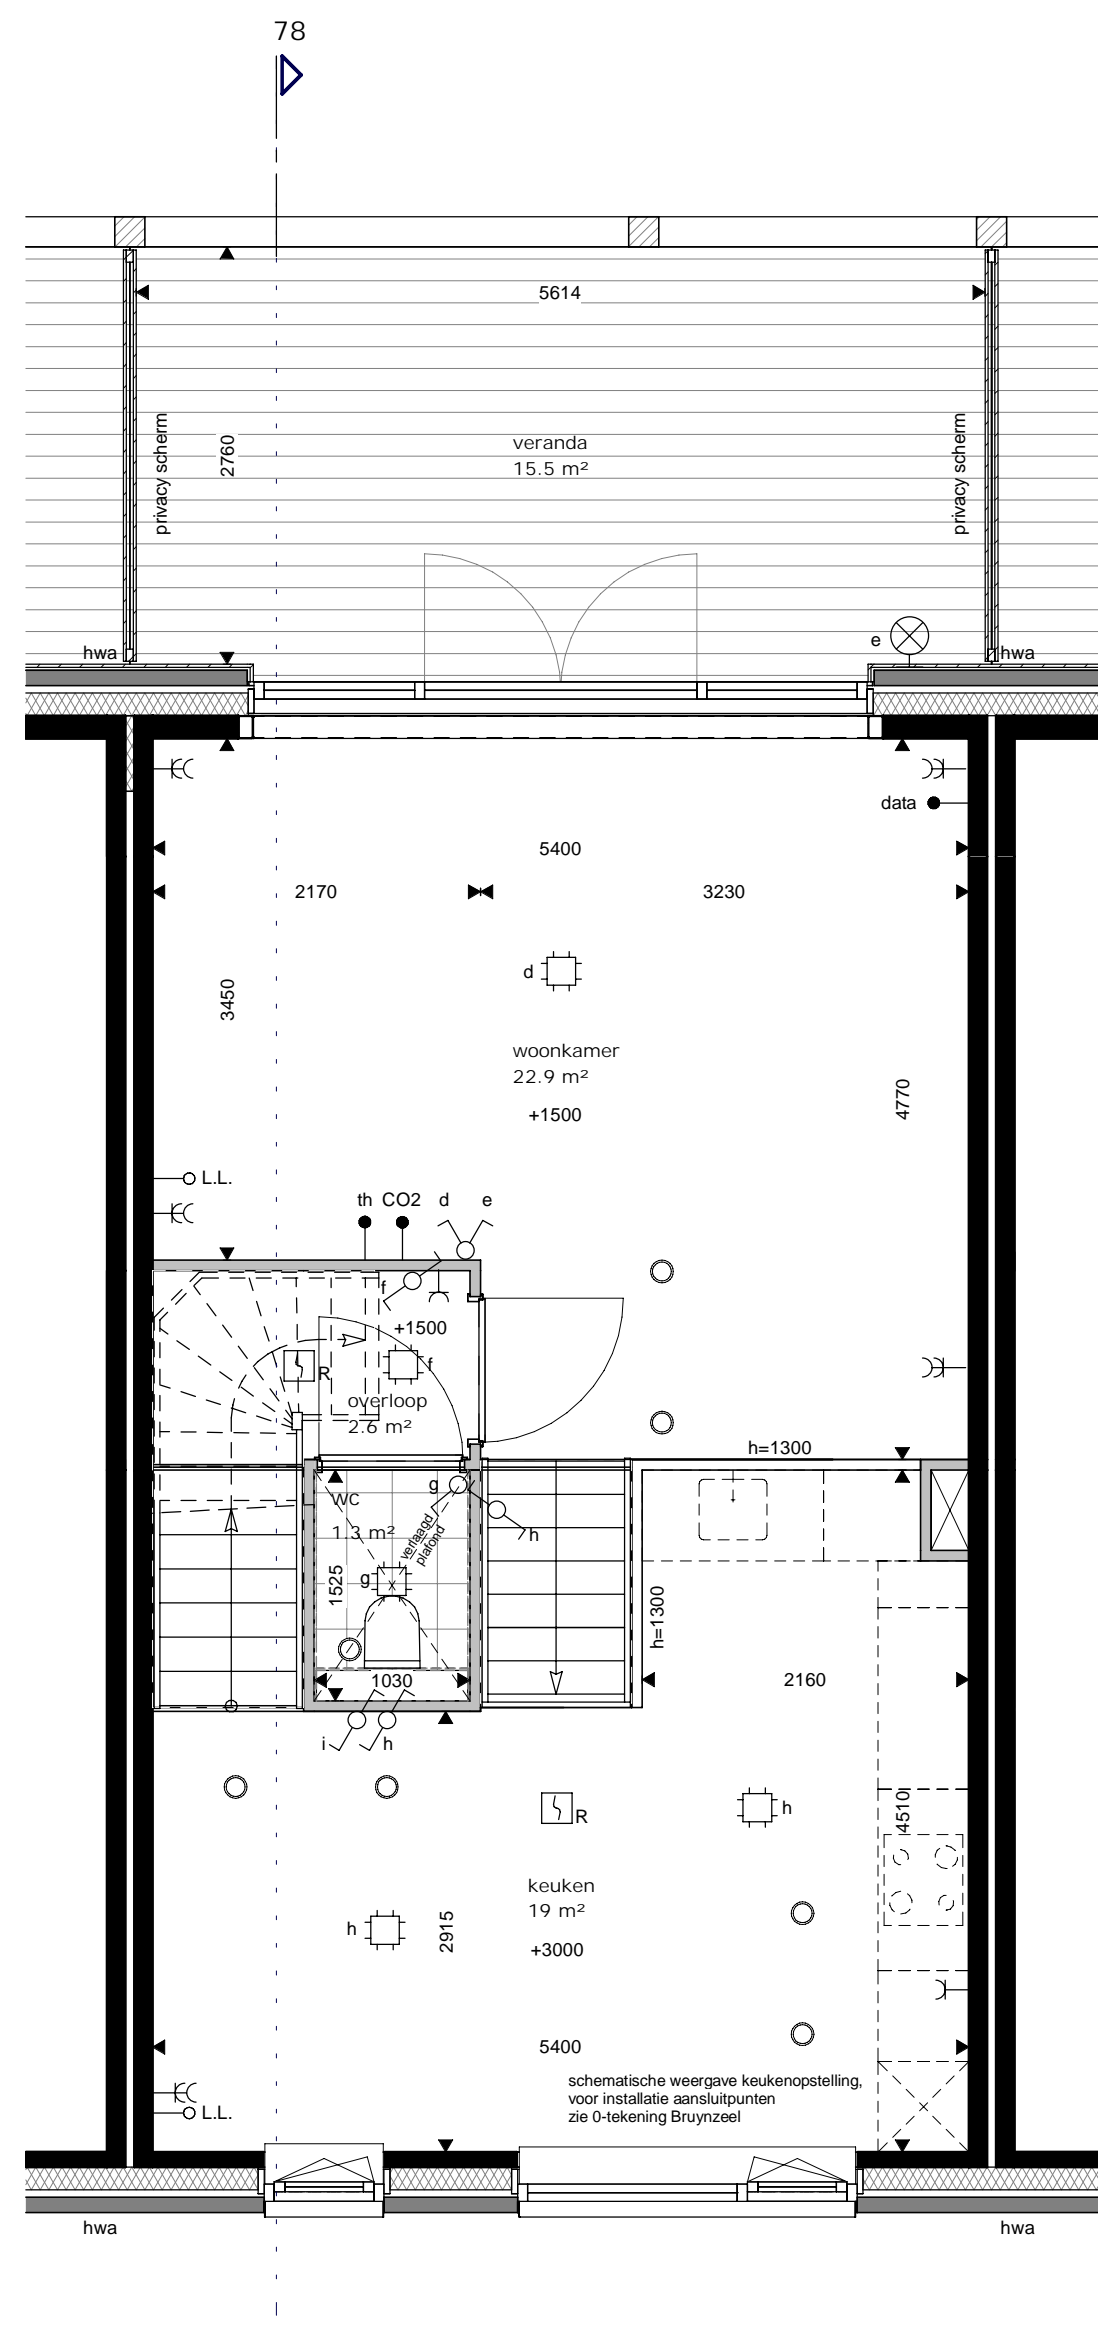 78
5614
privacy scherm
2760
veranda
15.5 m²
privacy scherm
hwa
e
hwa
data
5400
2170
3230
d
3450
woonkamer
22.9 m²
+1500
4770
L.L.
th
CO2
d
e
f
+1500
R
f
overloop
2.6 m²
h=1300
WC
g
1.3 m²
verlaagd
plafond
h
1525
g
h=1300
1030
2160
i
h
R
h
4510
keuken
19 m²
h
2915
+3000
5400
schematische weergave keukenopstelling,
voor installatie aansluitpunten
zie 0-tekening Bruynzeel
L.L.
hwa
hwa